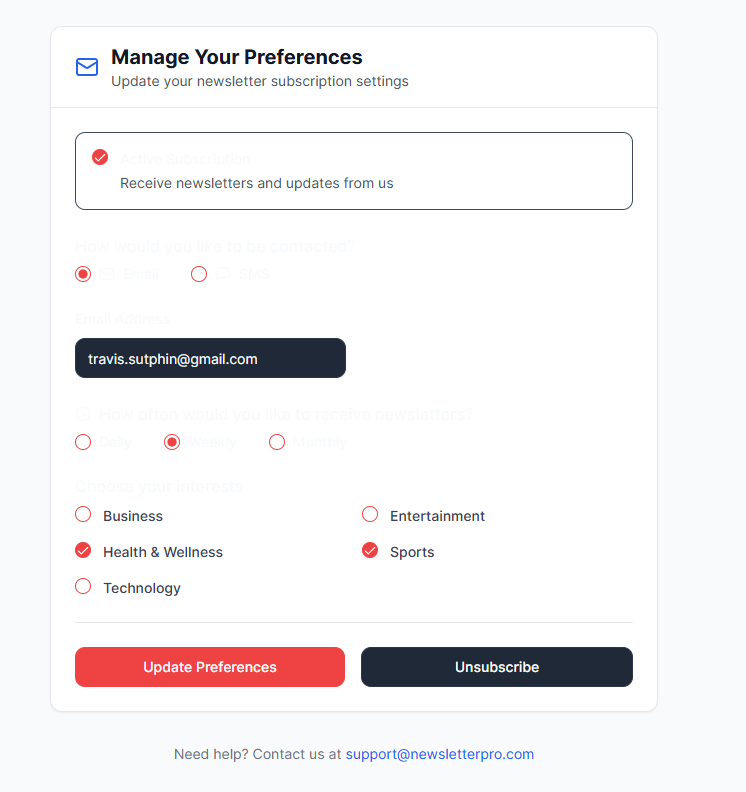 Manage Your Preferences
Update your newsletter subscription settings
Active Subscription
Receive newsletters and updates from us
How would you like to be contacted?
Email SMS
Email Address
travis.sutphin@gmail.com
How often would you like to receive newsletters?
Daily Weekly Monthly
Choose your interests
Business Entertainment
Health & Wellness Sports
Technology
Update Preferences Unsubscribe
Need help? Contact us at support@newsletterpro.com